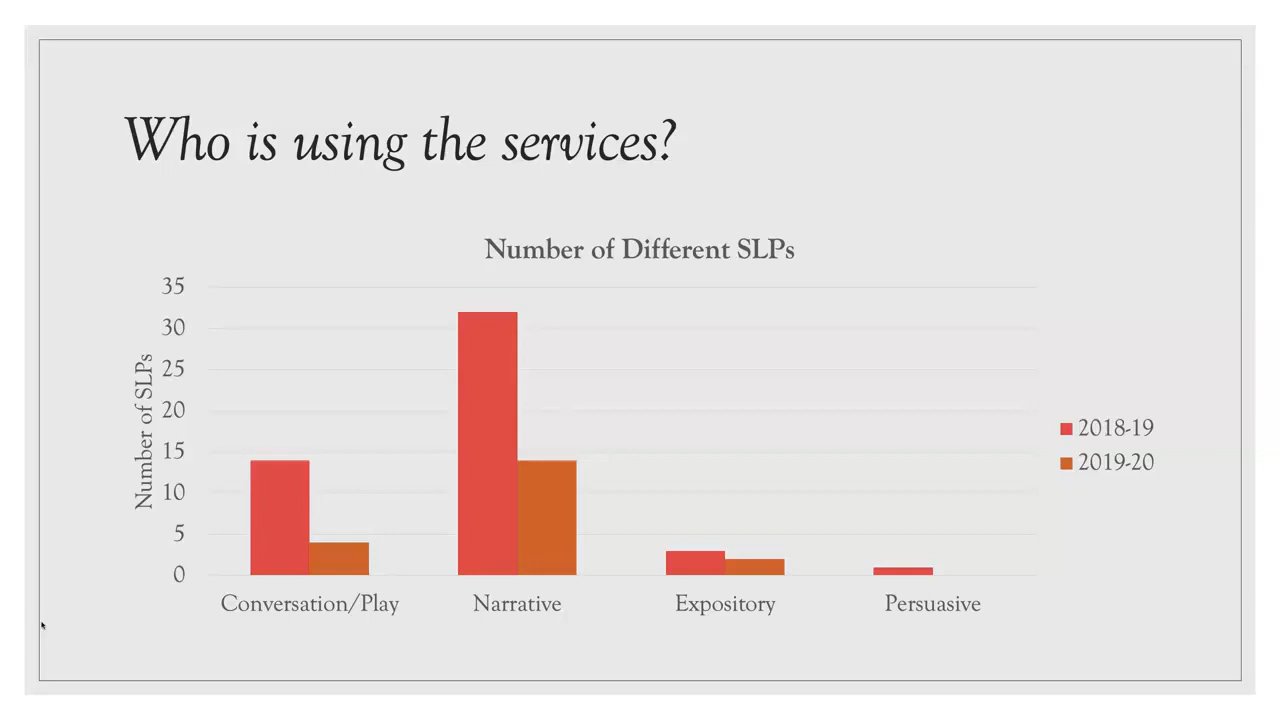 Who is using the services?
Number of Different SLPs
35
30
25
20
15
10
5
0
Number of SLPs
Conversation/Play
Narrative
Expository
Persuasive
2018-19
2019-20